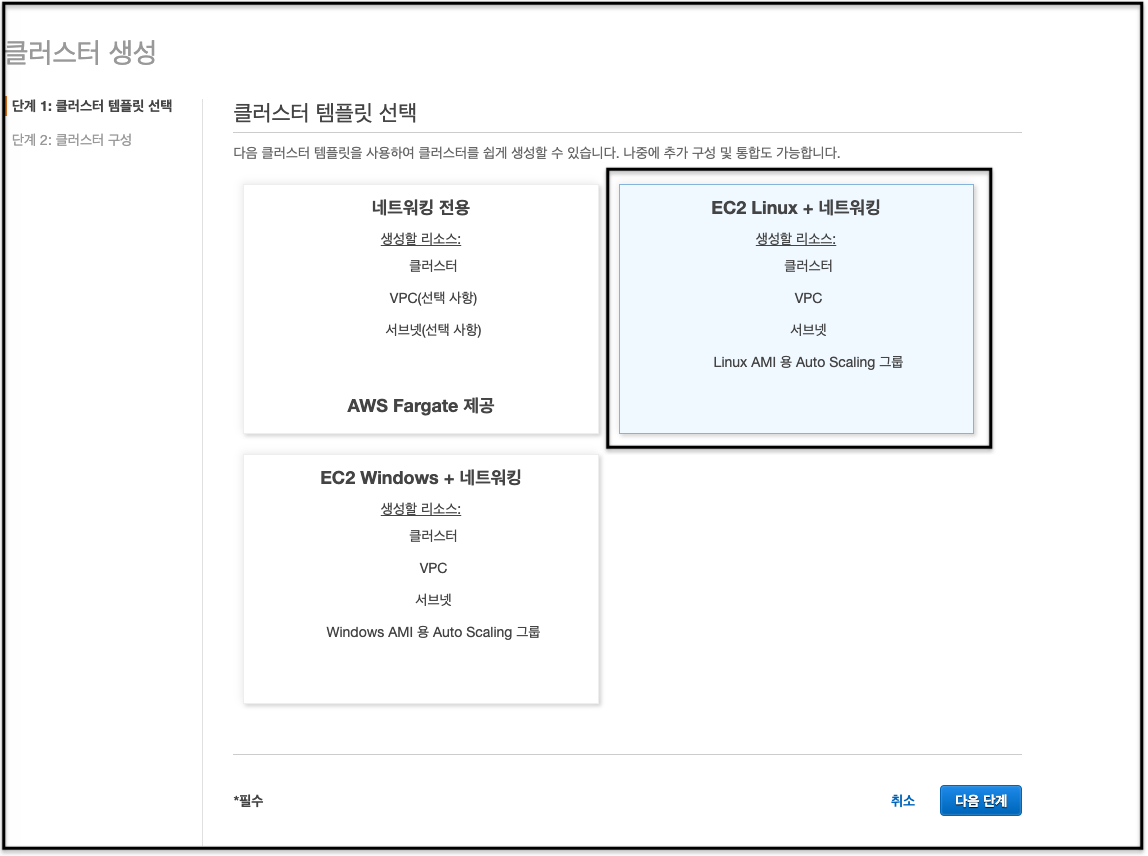 클러스터 생성
단계 1: 클러스터 템플릿 선택
단계 2: 클러스터 구성
클러스터 템플릿 선택
다음 클러스터 템플릿을 사용하여 클러스터를 쉽게 생성할 수 있습니다. 나중에 추가 구성 및 통합도 가능합니다.
네트워킹 전용
생성할 리소스:
클러스터
VPC(선택 사항)
서브넷(선택 사항)
AWS Fargate 제공
EC2 Linux + 네트워킹
생성할 리소스:
클러스터
VPC
서브넷
Linux AMI 용 Auto Scaling 그룹
EC2 Windows + 네트워킹
생성할 리소스:
클러스터
VPC
서브넷
Windows AMI 용 Auto Scaling 그룹
*필수
취소
다음 단계